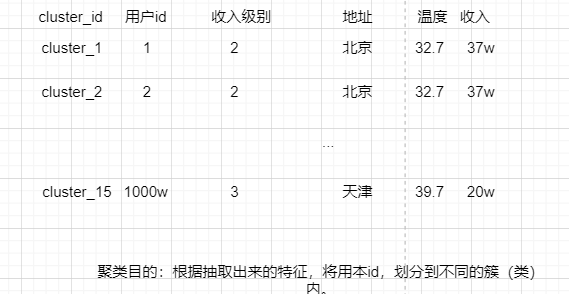 cluster_id 用户id 收入级别 地址 温度 收入
cluster_1 1 2 北京 32.7 37w
cluster_2 2 2 北京 32.7 37w
...
cluster_15 1000w 3 天津 39.7 20w
聚类目的：根据抽取出来的特征，将用本id，划分到不同的簇（类）
内。